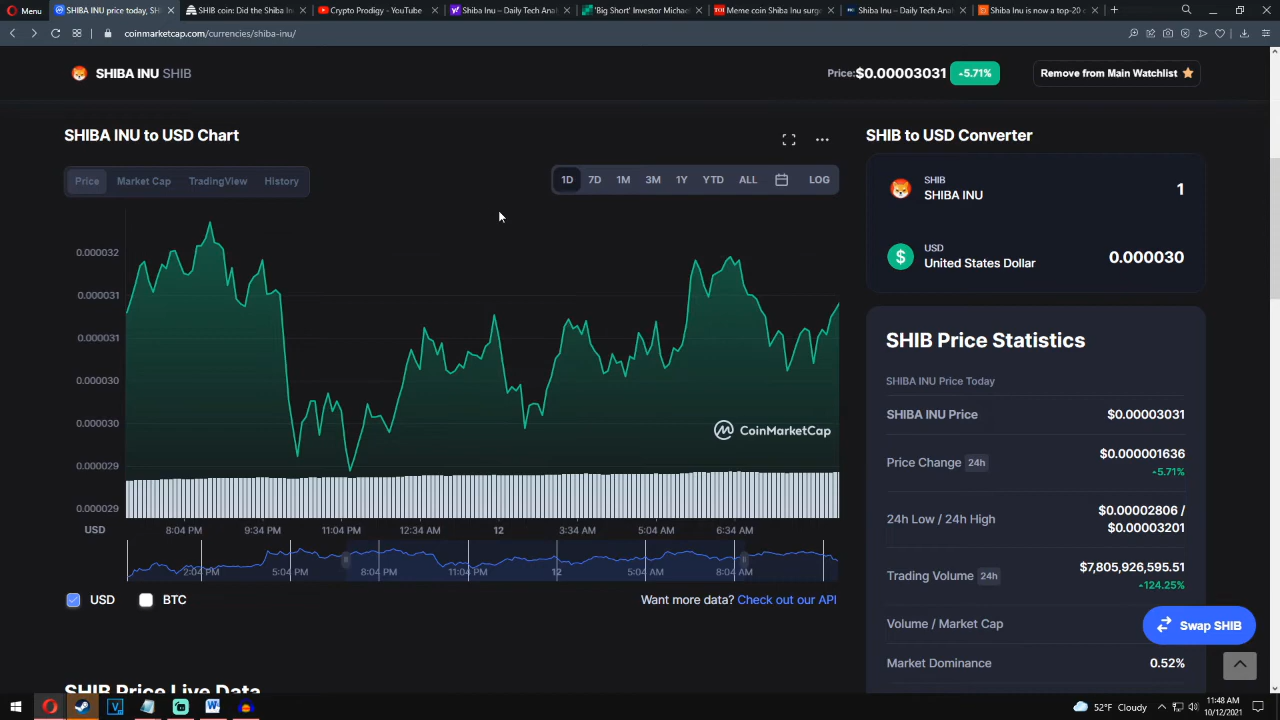 Menu
SHIBA INU price today, SH
SHIB coin: Did the Shiba Inu
Crypto Prodigy - YouTube
Shiba Inu – Daily Tech Anal
'Big Short' Investor Michael
Meme coin Shiba Inu surg
Shiba Inu – Daily Tech Anal
Shiba Inu is now a top-20 c
coinmarketcap.com/currencies/shiba-inu/
SHIBA INU SHIB
Price: $0.00003031 5.71%
Remove from Main Watchlist
SHIBA INU to USD Chart
Price Market Cap TradingView History
1D 7D 1M 3M 1Y YTD ALL LOG
0.000032
0.000031
0.000031
0.000030
0.000030
0.000029
0.000029
CoinMarketCap
USD 8:04 PM 9:34 PM 11:04 PM 12:34 AM 12 3:34 AM 5:04 AM 6:34 AM
2:04 PM 5:04 PM 8:04 PM 11:04 PM 12 5:04 AM 8:04 AM
USD BTC
Want more data? Check out our API
SHIB Price Live Data
SHIB to USD Converter
SHIB
SHIBA INU 1
USD
United States Dollar 0.000030
$
SHIB Price Statistics
SHIBA INU Price Today
SHIBA INU Price $0.00003031
Price Change 24h $0.000001636
5.71%
24h Low / 24h High $0.00002806 /
$0.00003201
Trading Volume 24h $7,805,926,595.51
124.25%
Volume / Market Cap
Swap SHIB
Market Dominance 0.52%
52°F Cloudy
11:48 AM
10/12/2021